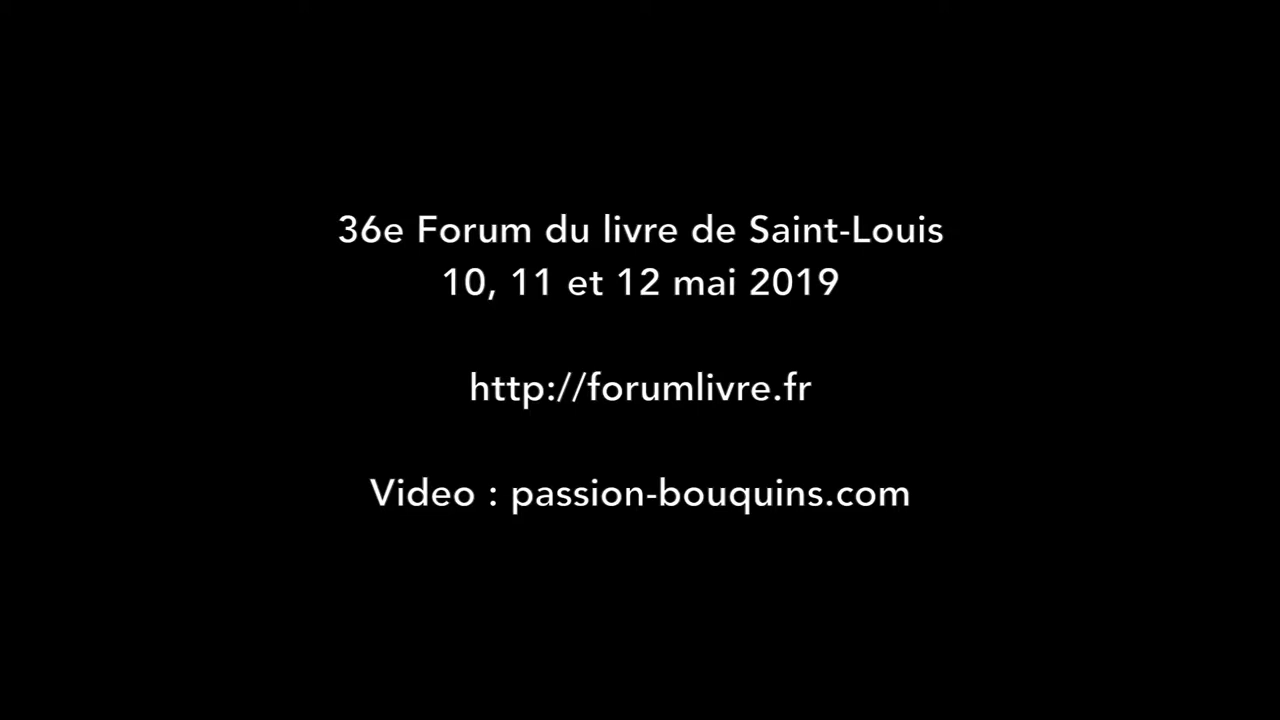 36e Forum du livre de Saint-Louis
10, 11 et 12 mai 2019
http://forumlivre.fr
Video : passion-bouquins.com